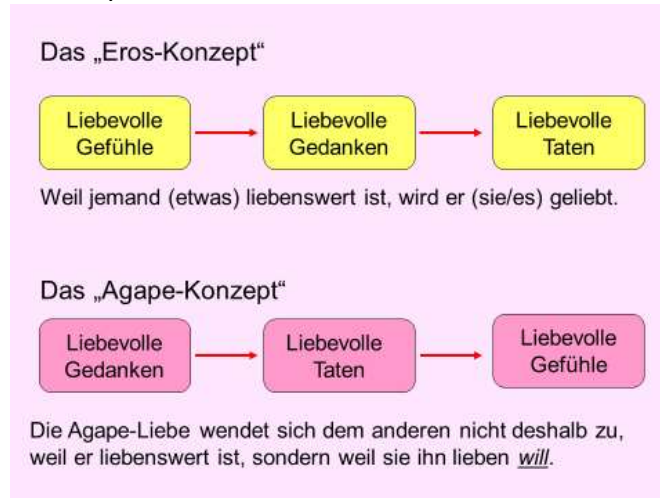 Das „Eros-Konzept“
Liebevolle
Gefühle
Liebevolle
Gedanken
Liebevolle
Taten
Weil jemand (etwas) liebenswert ist, wird er (sie/es) geliebt.
Das „Agape-Konzept“
Liebevolle
Gedanken
Liebevolle
Taten
Liebevolle
Gefühle
Die Agape-Liebe wendet sich dem anderen nicht deshalb zu,
weil er liebenswert ist, sondern weil sie ihn lieben will.